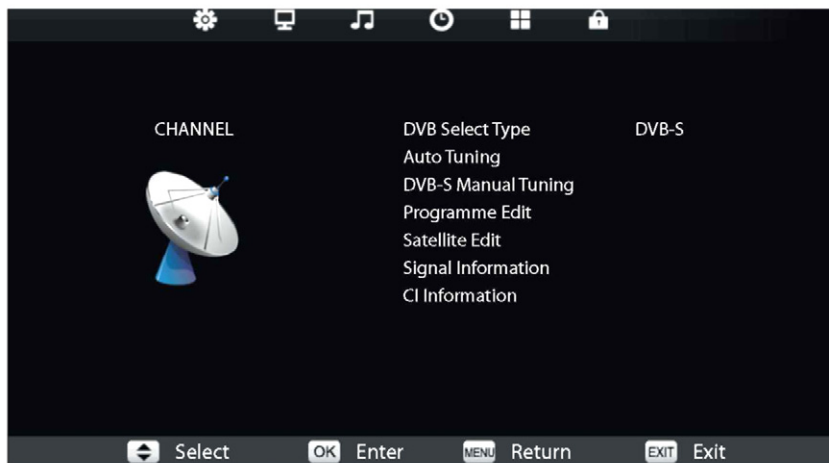 CHANNEL
DVB Select Type DVB-S
Auto Tuning
DVB-S Manual Tuning
Programme Edit
Satellite Edit
Signal Information
CI Information
Select OK Enter MENU Return EXIT Exit